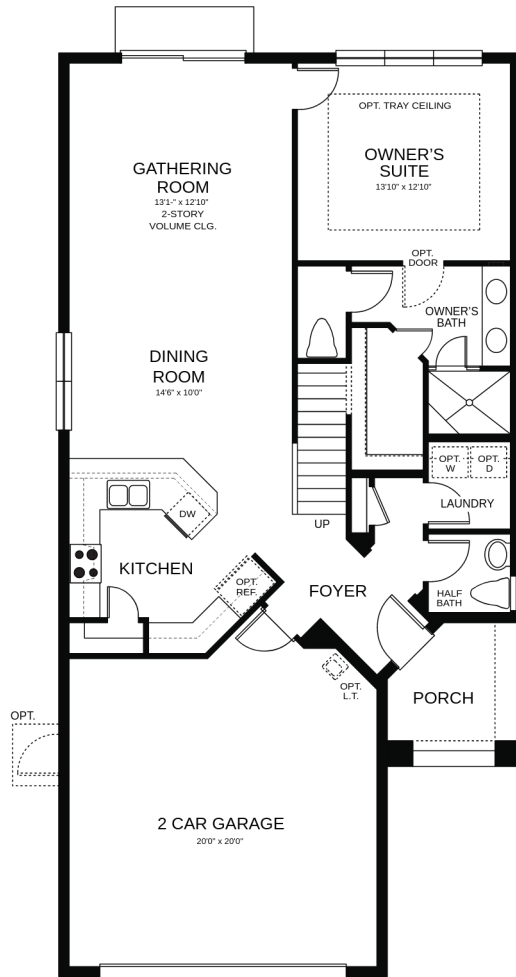 OPT. TRAY CEILING
OWNER'S
SUITE
13'10" x 12'10"
GATHERING
ROOM
13'1-" x 12'10"
2-STORY
VOLUME CLG.
OPT.
DOOR
OWNER'S
BATH
DINING
ROOM
14'6" x 10'0"
OPT.
W
OPT.
D
LAUNDRY
DW
UP
KITCHEN
OPT.
REF.
FOYER
HALF
BATH
OPT.
L.T.
PORCH
OPT.
2 CAR GARAGE
20'0" x 20'0"